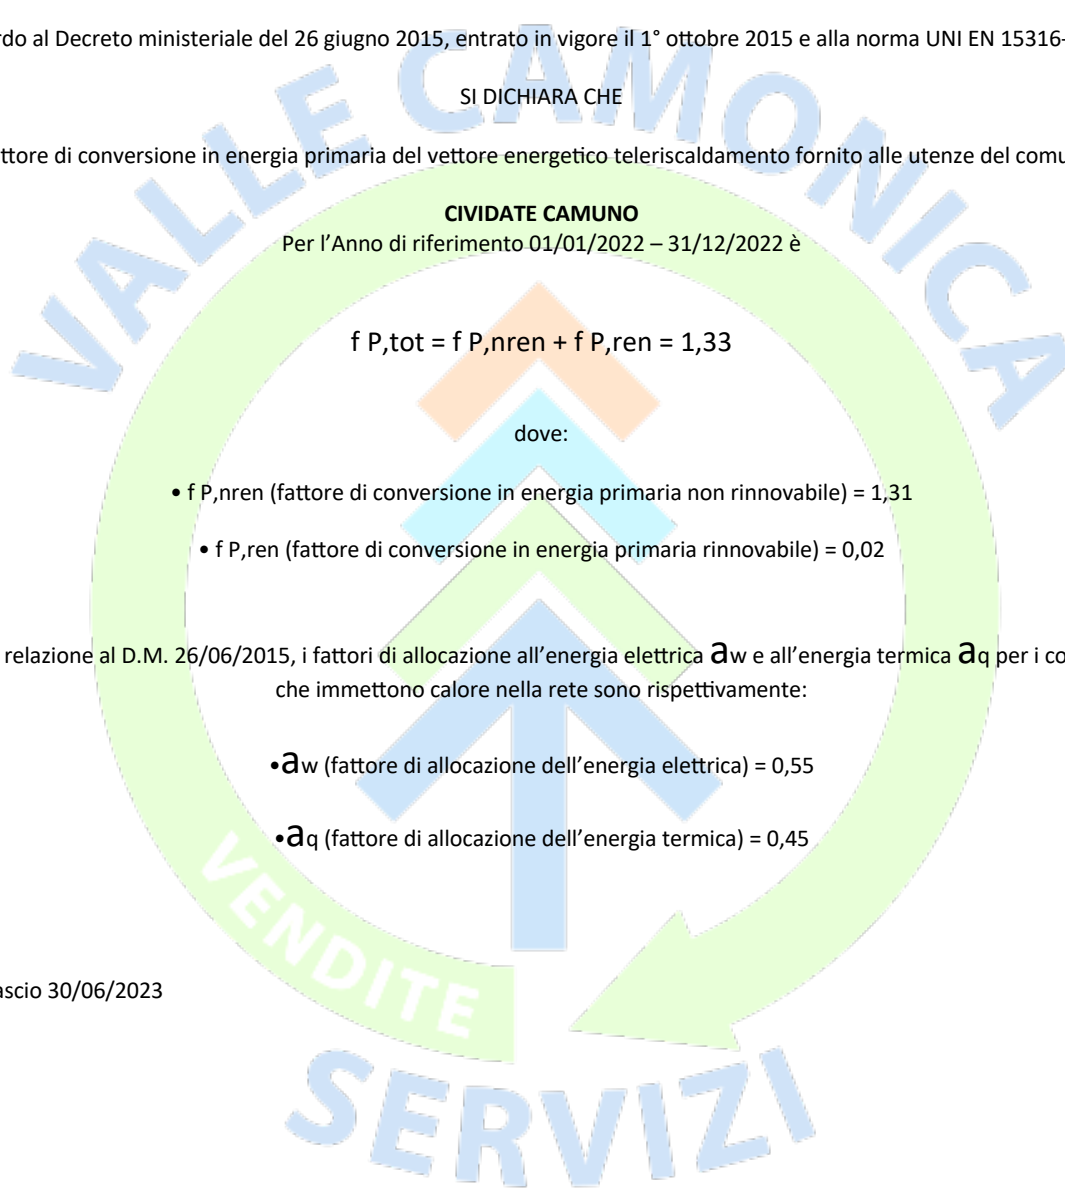 rdo al Decreto ministeriale del 26 giugno 2015, entrato in vigore il 1° ottobre 2015 e alla norma UNI EN 15316-
SI DICHIARA CHE
ttore di conversione in energia primaria del vettore energetico teleriscaldamento fornito alle utenze del comu
CIVIDATE CAMUNO
Per l’Anno di riferimento 01/01/2022 – 31/12/2022 è
f P,tot = f P,nren + f P,ren = 1,33
dove:
• f P,nren (fattore di conversione in energia primaria non rinnovabile) = 1,31
• f P,ren (fattore di conversione in energia primaria rinnovabile) = 0,02
relazione al D.M. 26/06/2015, i fattori di allocazione all’energia elettrica aw e all’energia termica aq per i co
che immettono calore nella rete sono rispettivamente:
•aw (fattore di allocazione dell’energia elettrica) = 0,55
•aq (fattore di allocazione dell’energia termica) = 0,45
ascio 30/06/2023
VALLE CAMONICA
VENDITE
SERVIZI